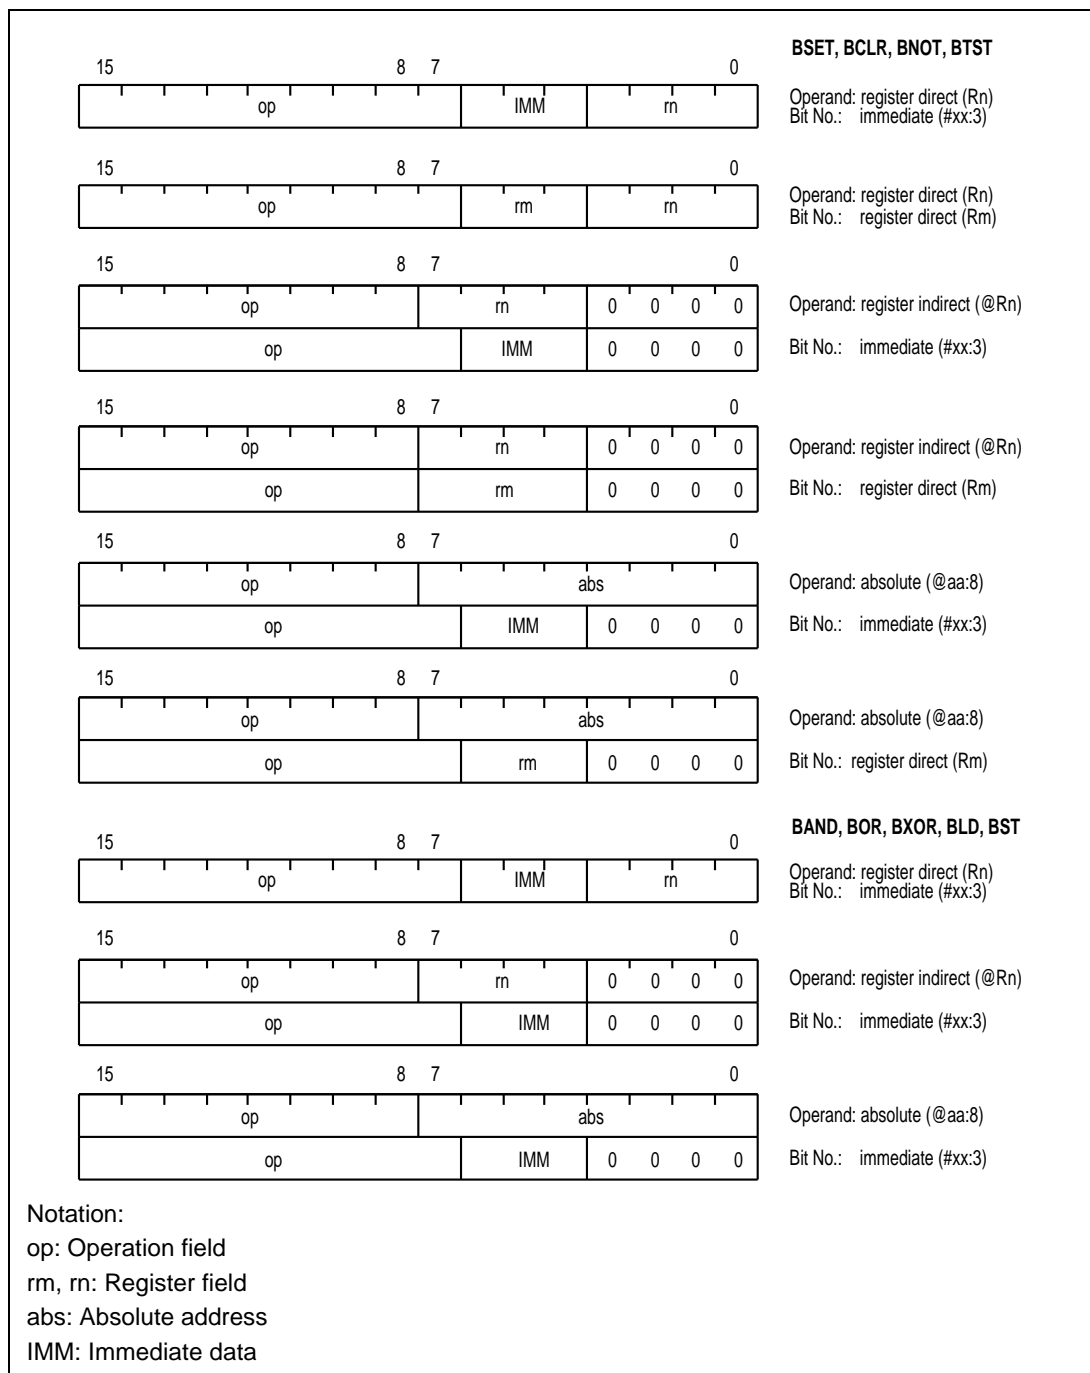 BSET, BCLR, BNOT, BTST
15 8 7 0
op IMM rn
Operand: register direct (Rn)
Bit No.: immediate (#xx:3)
15 8 7 0
op rm rn
Operand: register direct (Rn)
Bit No.: register direct (Rm)
15 8 7 0
op rn 0 0 0 0 Operand: register indirect (@Rn)
op IMM 0 0 0 0 Bit No.: immediate (#xx:3)
15 8 7 0
op rn 0 0 0 0 Operand: register indirect (@Rn)
op rm 0 0 0 0 Bit No.: register direct (Rm)
15 8 7 0
op abs Operand: absolute (@aa:8)
op IMM 0 0 0 0 Bit No.: immediate (#xx:3)
15 8 7 0
op abs Operand: absolute (@aa:8)
op rm 0 0 0 0 Bit No.: register direct (Rm)
BAND, BOR, BXOR, BLD, BST
15 8 7 0
op IMM rn
Operand: register direct (Rn)
Bit No.: immediate (#xx:3)
15 8 7 0
op rn 0 0 0 0 Operand: register indirect (@Rn)
op IMM 0 0 0 0 Bit No.: immediate (#xx:3)
15 8 7 0
op abs Operand: absolute (@aa:8)
op IMM 0 0 0 0 Bit No.: immediate (#xx:3)
Notation:
op: Operation field
rm, rn: Register field
abs: Absolute address
IMM: Immediate data